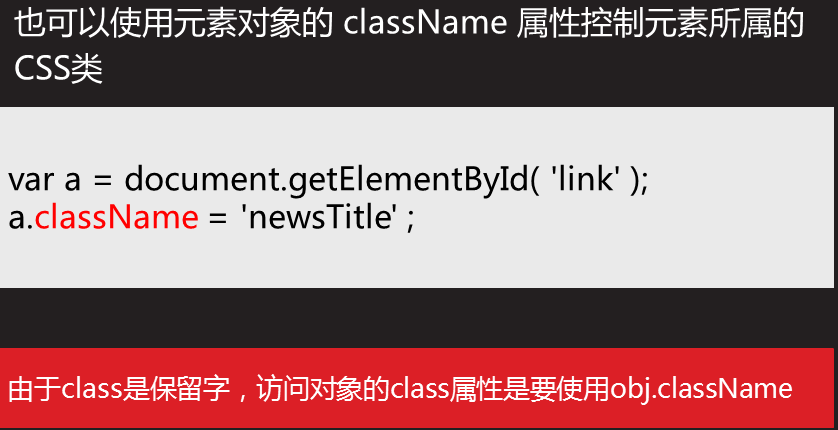 也可以使用元素对象的 className 属性控制元素所属的
CSS类
var a = document.getElementById( 'link' );
a.className = 'newsTitle' ;
由于class是保留字，访问对象的class属性是要使用obj.className